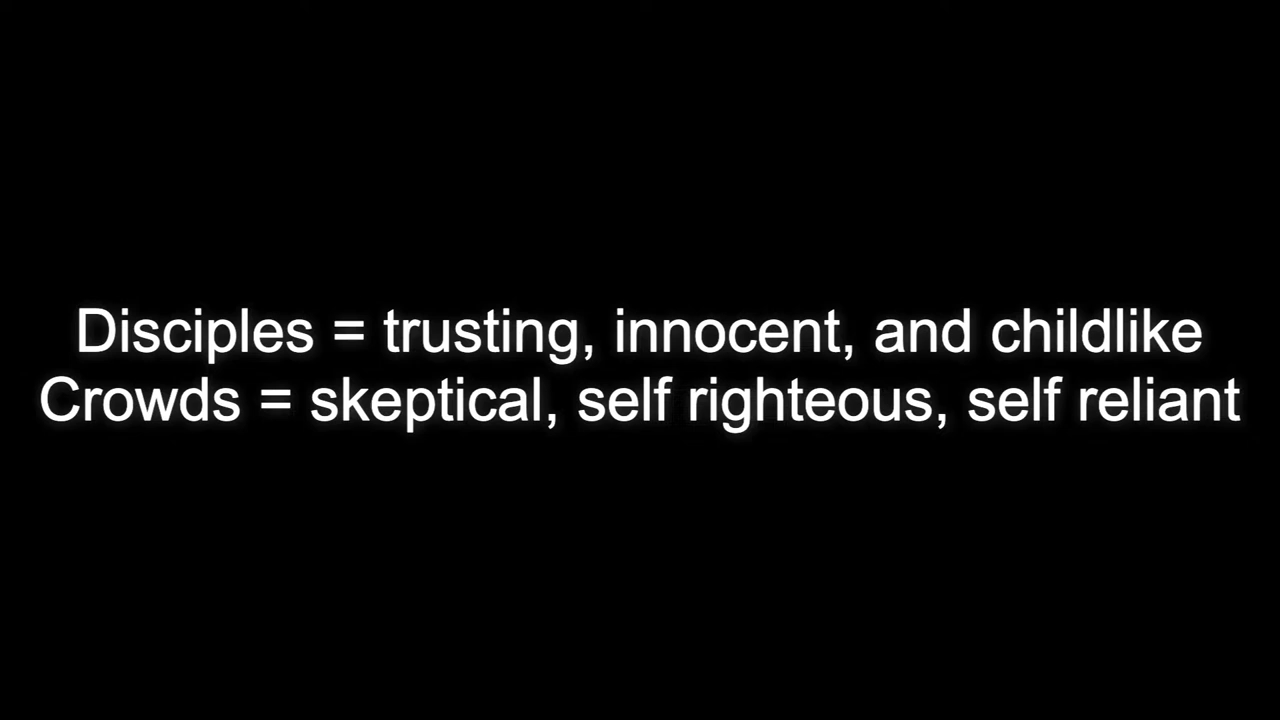 Disciples = trusting, innocent, and childlike
Crowds = skeptical, self righteous, self reliant